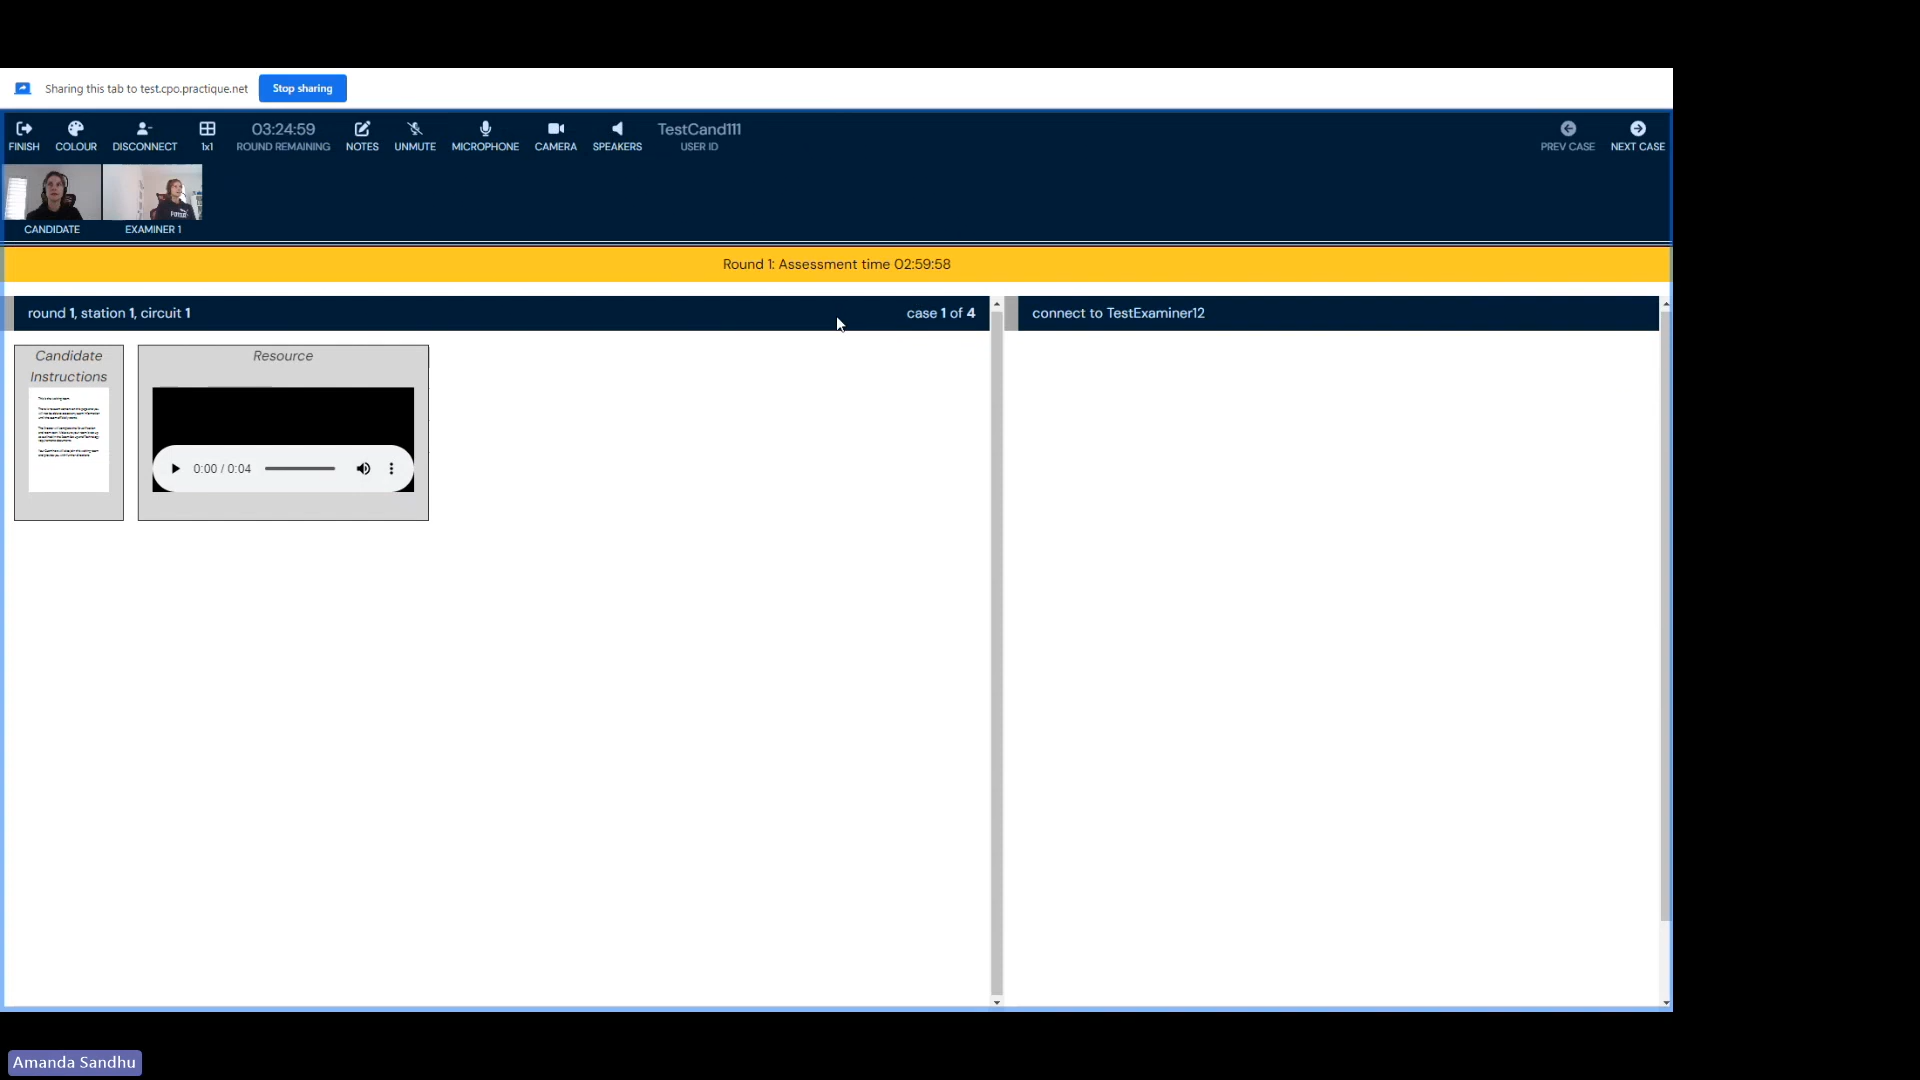 Sharing this tab to test.cpo.practique.net Stop sharing
03:24:59 TestCand111
FINISH COLOUR DISCONNECT 1x1 ROUND REMAINING NOTES UNMUTE MICROPHONE CAMERA SPEAKERS USER ID PREV CASE NEXT CASE
CANDIDATE EXAMINER 1
Round 1: Assessment time 02:59:58
round 1, station 1, circuit 1 case 1 of 4 connect to TestExaminer12
Candidate
Instructions
Resource
0:00 / 0:04
Amanda Sandhu